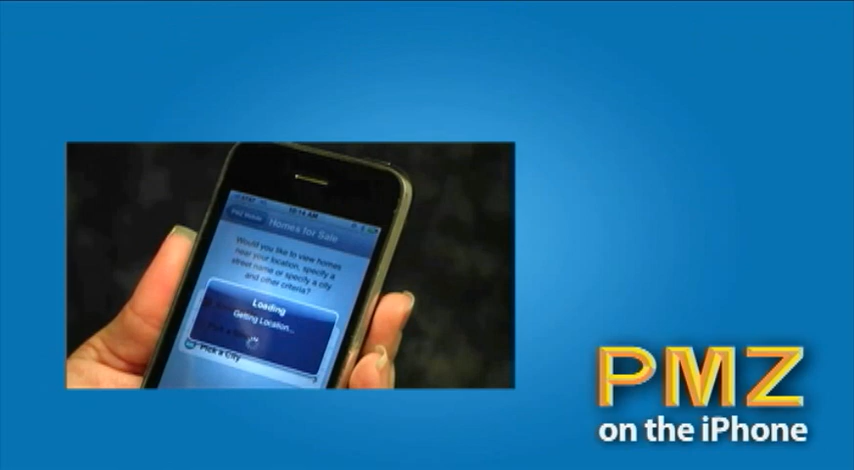 AT&T 10:14 AM
PMZ Mobile Homes for Sale
Would you like to view homes
near your location, specify a
street name or specify a city
and other criteria?
Loading
Getting Location...
Pick a City
PMZ
on the iPhone